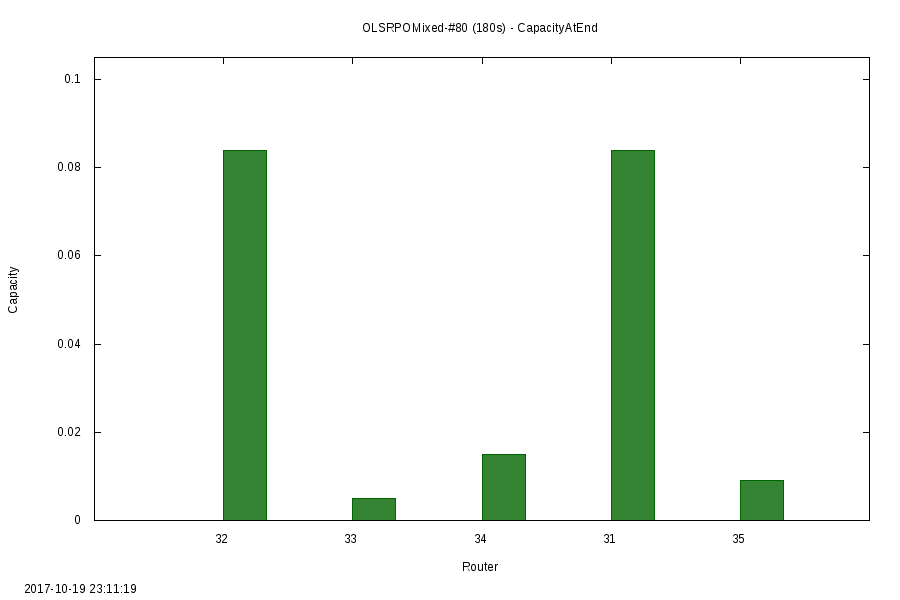 OLSRPOMixed-#80 (180s) - CapacityAtEnd
0.1
0.08
0.06
0.04
0.02
0
Capacity
32 33 34 31 35
Router
2017-10-19 23:11:19